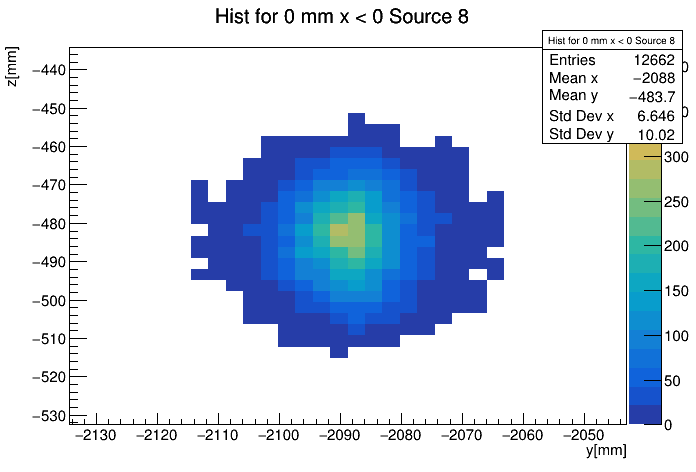 Hist for 0 mm x < 0 Source 8
Hist for 0 mm x < 0 Source 8
Entries 12662
Mean x −2088
Mean y −483.7
Std Dev x 6.646
Std Dev y 10.02
z[mm]
−440
−450
−460
−470
−480
−490
−500
−510
−520
−530
−2130 −2120 −2110 −2100 −2090 −2080 −2070 −2060 −2050
y[mm]
300
250
200
150
100
50
0